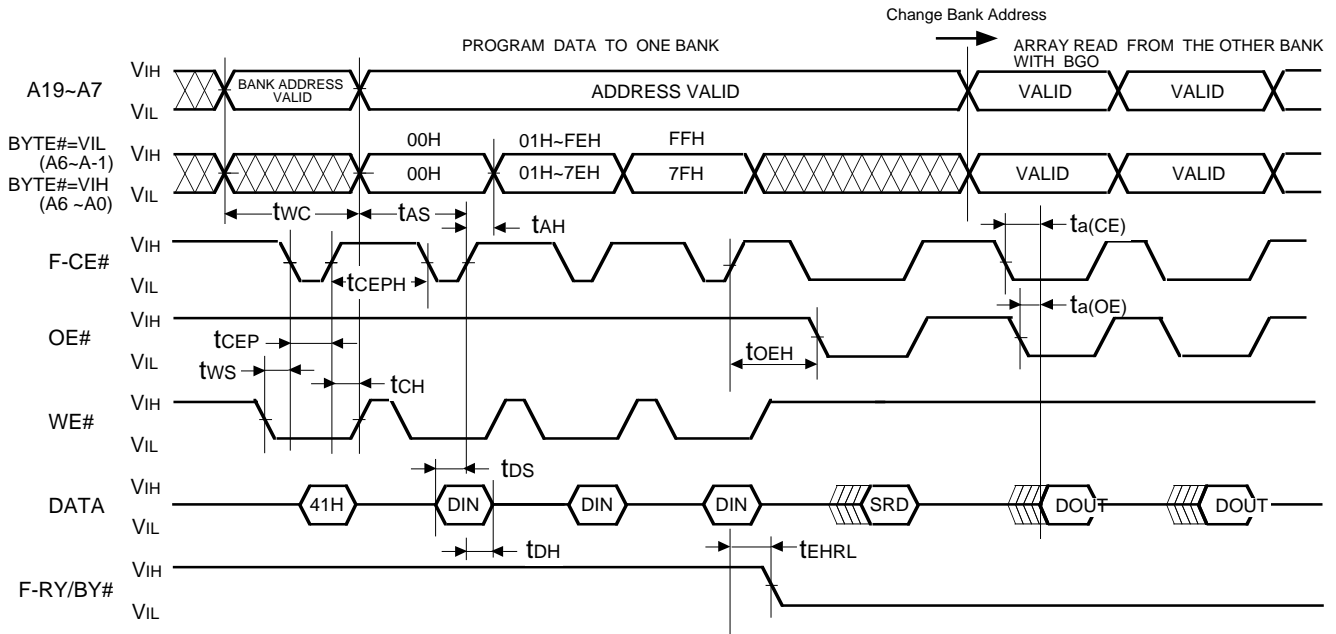 Change Bank Address
PROGRAM DATA TO ONE BANK
ARRAY READ FROM THE OTHER BANK
WITH BGO
A19~A7
VIH
VIL
BANK ADDRESS
VALID
ADDRESS VALID
VALID
VALID
BYTE#=VIL
(A6~A-1)
BYTE#=VIH
(A6 ~A0)
VIH
VIL
00H
01H~FEH
FFH
00H
01H~7EH
7FH
VALID
VALID
tWC
tAS
tAH
ta(CE)
F-CE#
VIH
VIL
tCEPH
ta(OE)
OE#
VIH
VIL
tCEP
tOEH
tWS
tCH
WE#
VIH
VIL
tDS
DATA
VIH
VIL
41H
DIN
DIN
DIN
SRD
DOUT
DOUT
tDH
tEHRL
F-RY/BY#
VIH
VIL